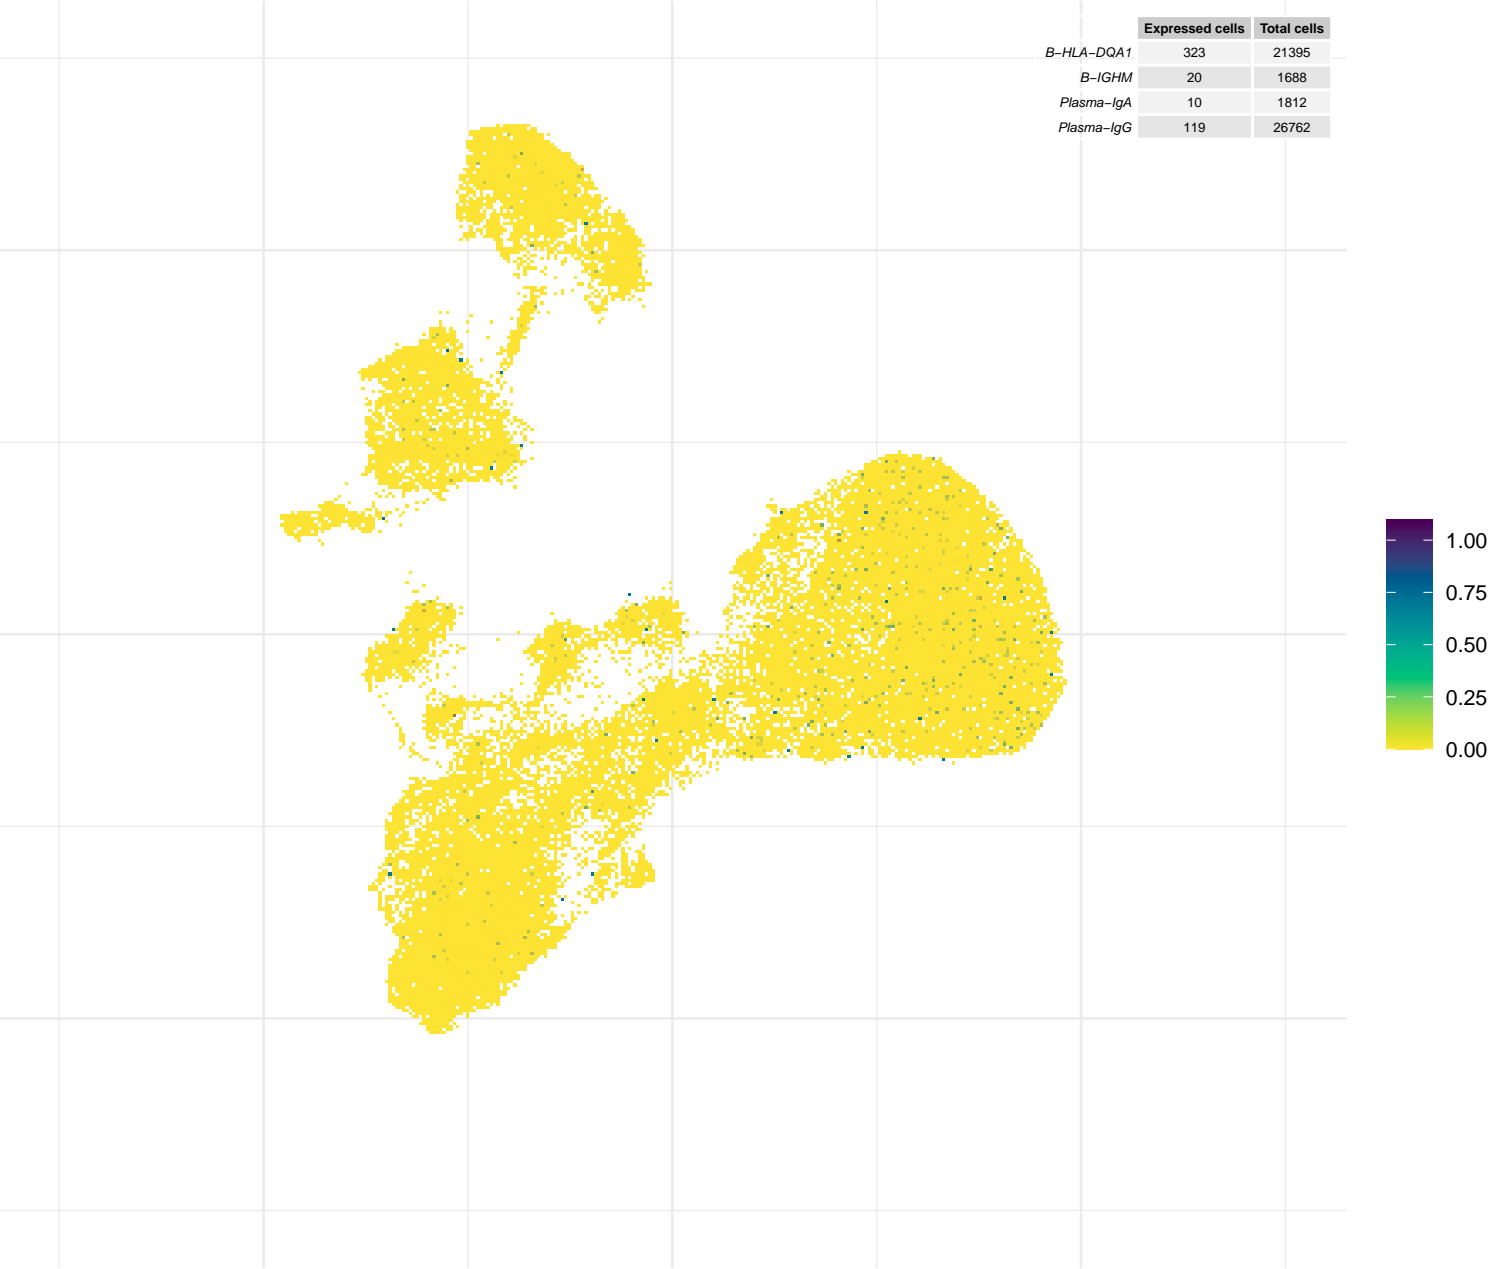 Expressed cells Total cells
B−HLA−DQA1 323 21395
B−IGHM 20 1688
Plasma−IgA 10 1812
Plasma−IgG 119 26762
1.00
0.75
0.50
0.25
0.00